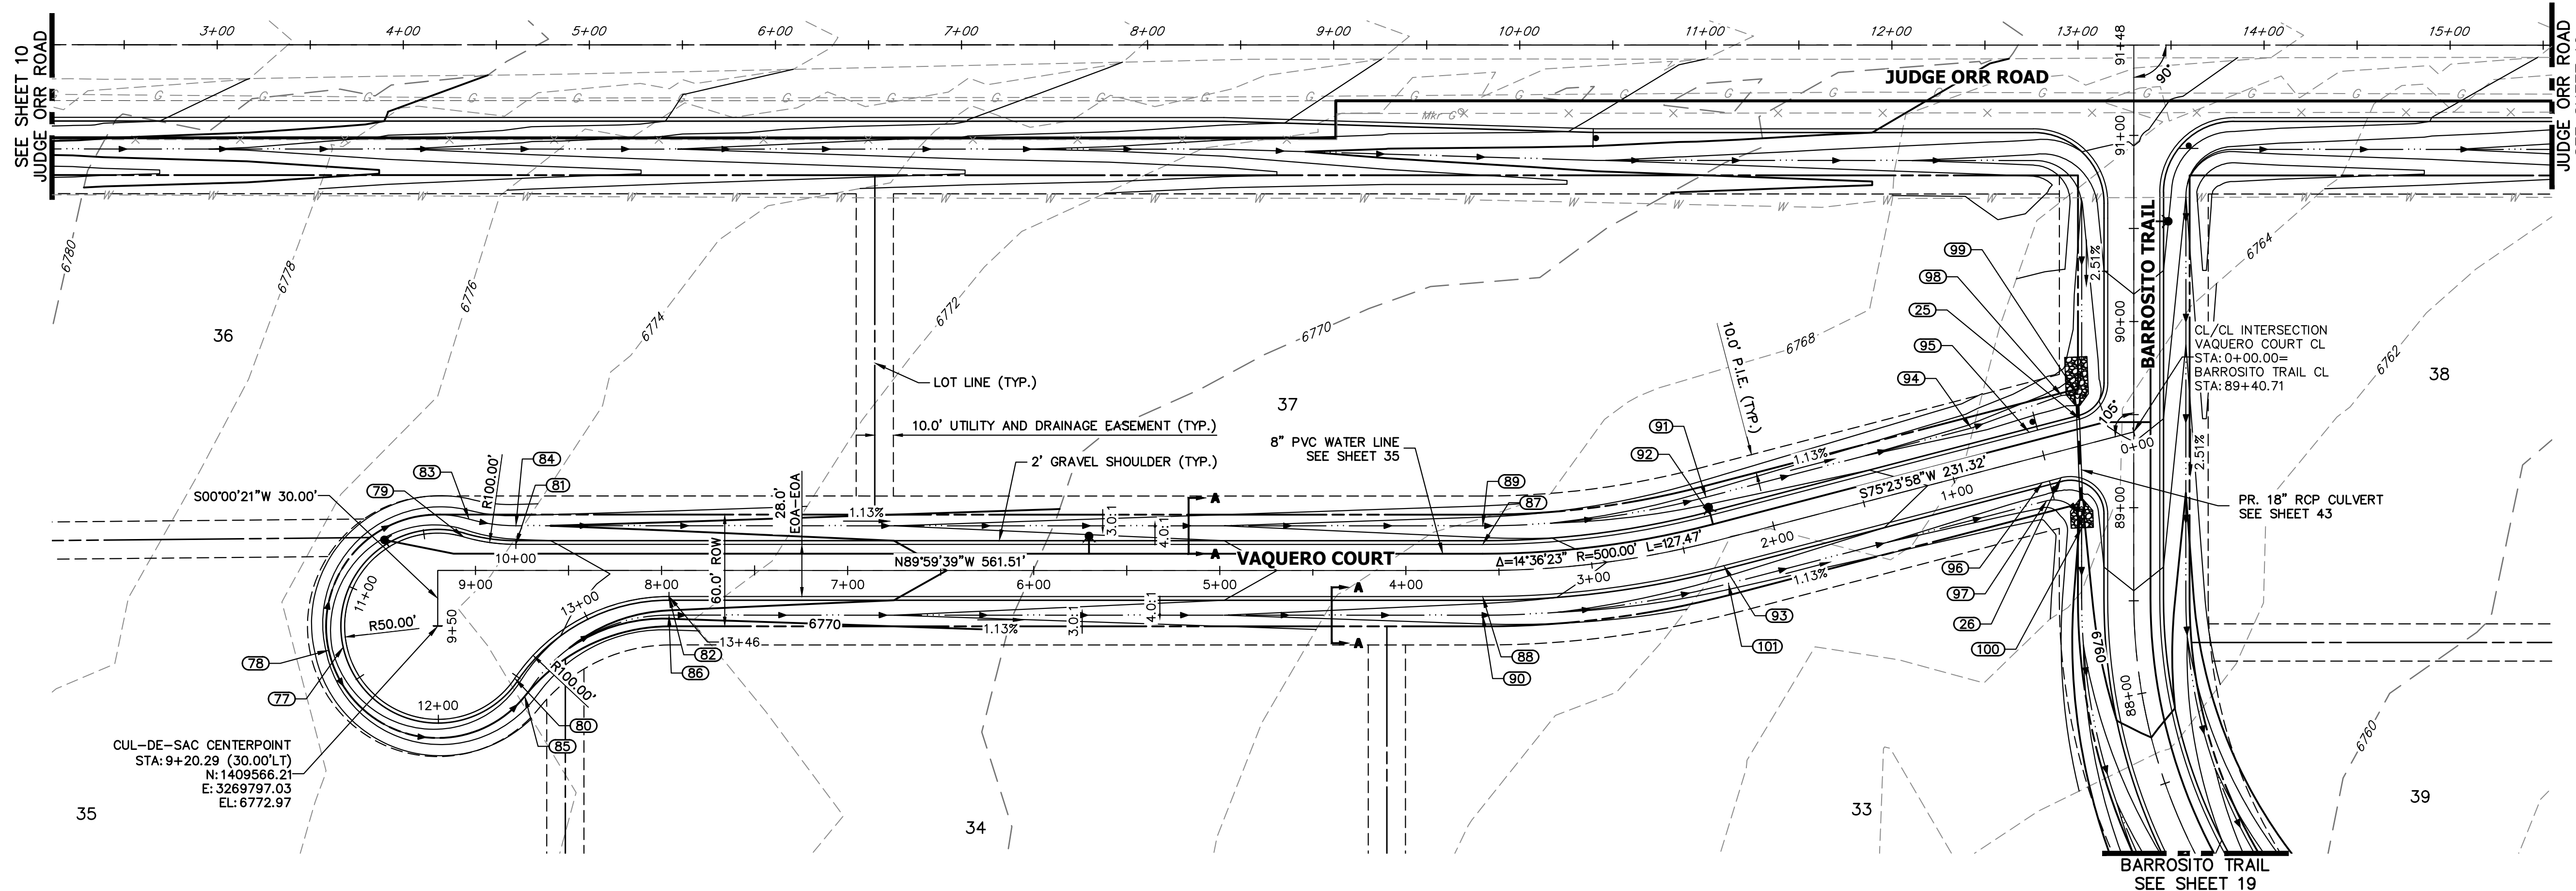 SEE SHEET 10
JUDGE ORR ROAD
3+00
4+00
5+00
6+00
7+00
8+00
9+00
10+00
11+00
12+00
13+00
14+00
15+00
91+48
90°
JUDGE ORR ROAD
JUDGE ORR ROAD
G G G G G G G G G G G G G G G G G G G G G G G
Mkr G
91+00
W W W W W W W W W W W W W W W W W W W W W W W
6780
6778
6776
6774
6772
6770
6768
6764
6762
6760
36
37
38
35
34
33
39
2.51%
BARROSITO TRAIL
90+00
CL/CL INTERSECTION
VAQUERO COURT CL
STA: 0+00.00=
BARROSITO TRAIL CL
STA: 89+40.71
99
98
25
95
94
105°
0+00
2.51%
10.0' P.I.E. (TYP.)
LOT LINE (TYP.)
10.0' UTILITY AND DRAINAGE EASEMENT (TYP.)
8" PVC WATER LINE
SEE SHEET 35
2' GRAVEL SHOULDER (TYP.)
91
92
1.13%
S75°23'58"W 231.32'
1+00
89+00
PR. 18" RCP CULVERT
SEE SHEET 43
83
84
79
81
R100.00'
S00°00'21"W 30.00'
28.0'
EOA-EOA
1.13%
3.0:1
4.0:1
A
A
89
87
10+00
9+00
8+00
7+00
6+00
5+00
4+00
3+00
2+00
N89°59'39"W 561.51'
VAQUERO COURT
Δ=14°36'23" R=500.00' L=127.47'
60.0' ROW
11+00
13+00
9+50
R50.00'
12+00
R100.00'
13+46
6770
1.13%
3.0:1
4.0:1
A
A
1.13%
78
77
82
86
80
85
88
90
93
101
96
97
26
100
6760
88+00
CUL-DE-SAC CENTERPOINT
STA: 9+20.29 (30.00'LT)
N: 1409566.21
E: 3269797.03
EL: 6772.97
BARROSITO TRAIL
SEE SHEET 19